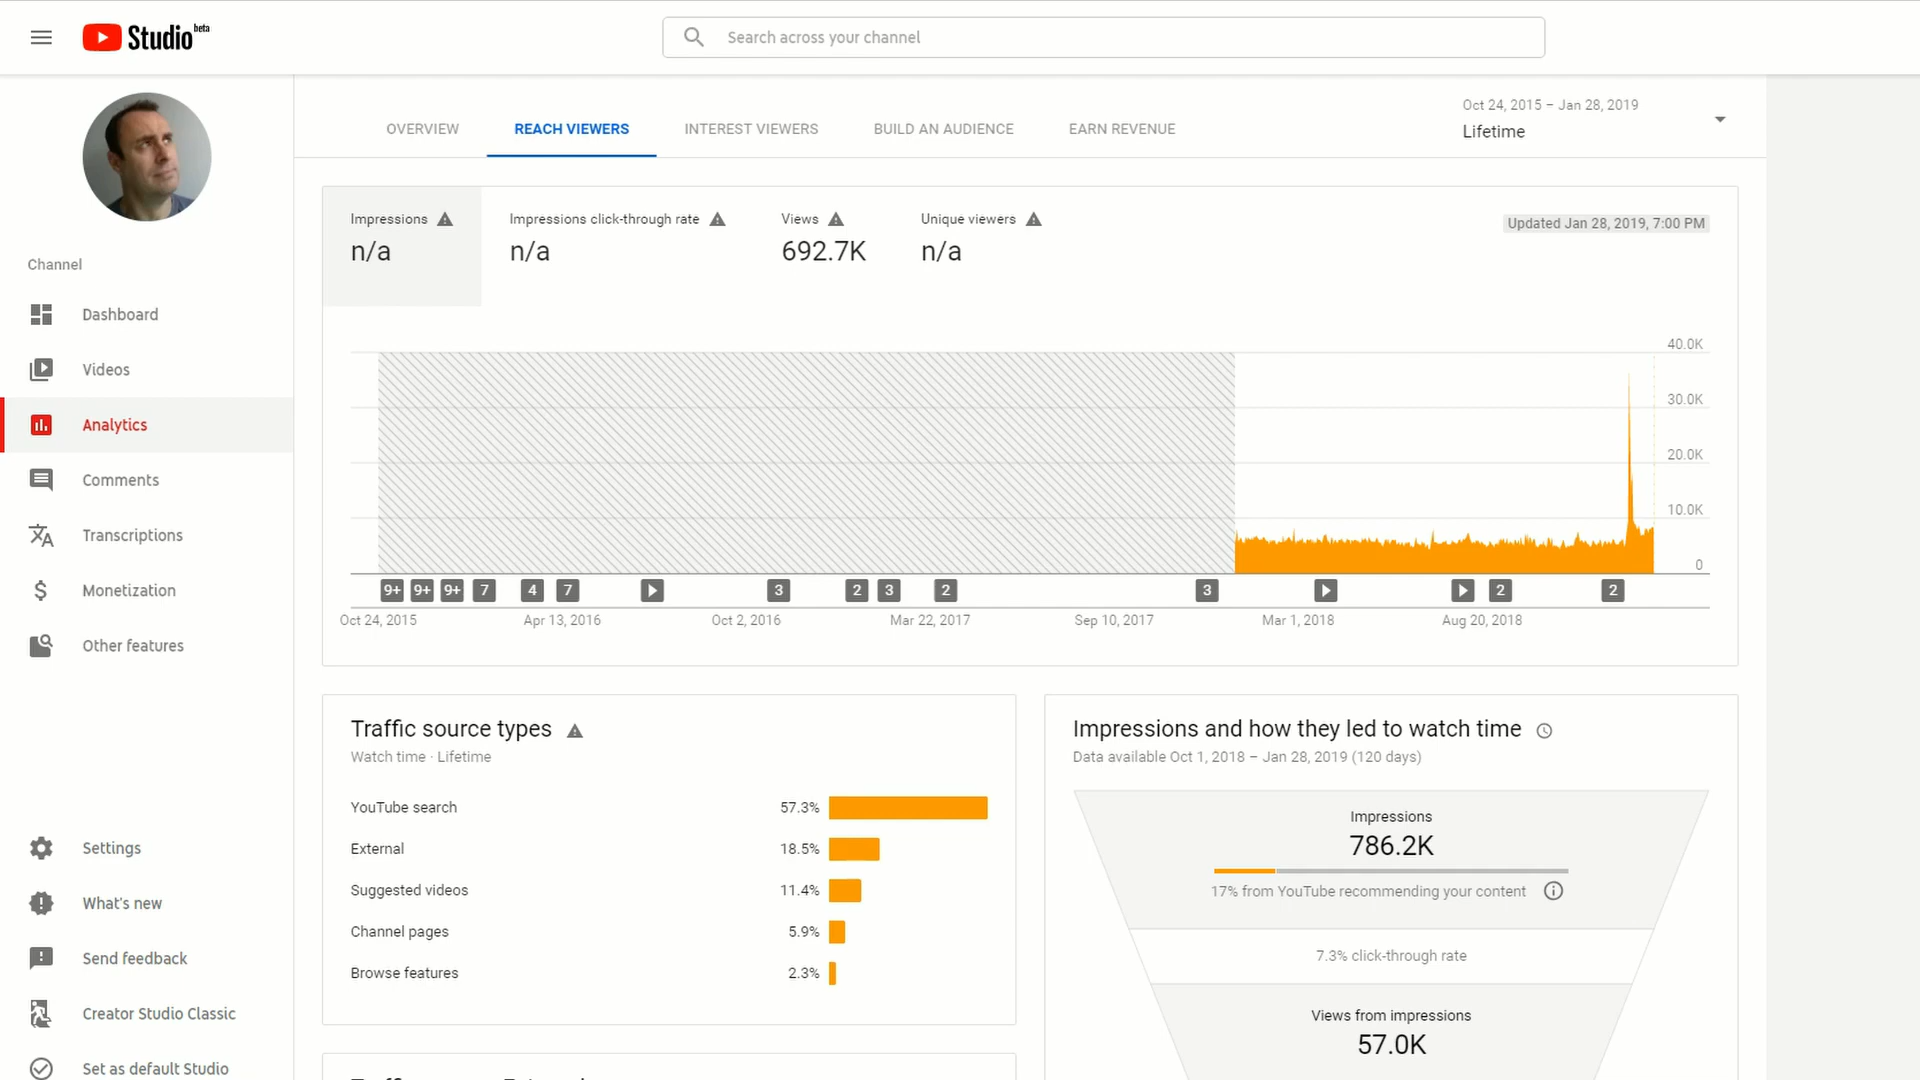 Studio beta
Search across your channel
Channel
Dashboard
Videos
Analytics
Comments
Transcriptions
Monetization
Other features
Settings
What's new
Send feedback
Creator Studio Classic
Set as default Studio
OVERVIEW REACH VIEWERS INTEREST VIEWERS BUILD AN AUDIENCE EARN REVENUE
Oct 24, 2015 – Jan 28, 2019
Lifetime
Impressions
n/a
Impressions click-through rate
n/a
Views
692.7K
Unique viewers
n/a
Updated Jan 28, 2019, 7:00 PM
40.0K
30.0K
20.0K
10.0K
0
9+ 9+ 9+ 7 4 7 3 2 3 2 3 2 2
Oct 24, 2015 Apr 13, 2016 Oct 2, 2016 Mar 22, 2017 Sep 10, 2017 Mar 1, 2018 Aug 20, 2018
Traffic source types
Watch time · Lifetime
YouTube search 57.3%
External 18.5%
Suggested videos 11.4%
Channel pages 5.9%
Browse features 2.3%
Impressions and how they led to watch time
Data available Oct 1, 2018 – Jan 28, 2019 (120 days)
Impressions
786.2K
17% from YouTube recommending your content
7.3% click-through rate
Views from impressions
57.0K